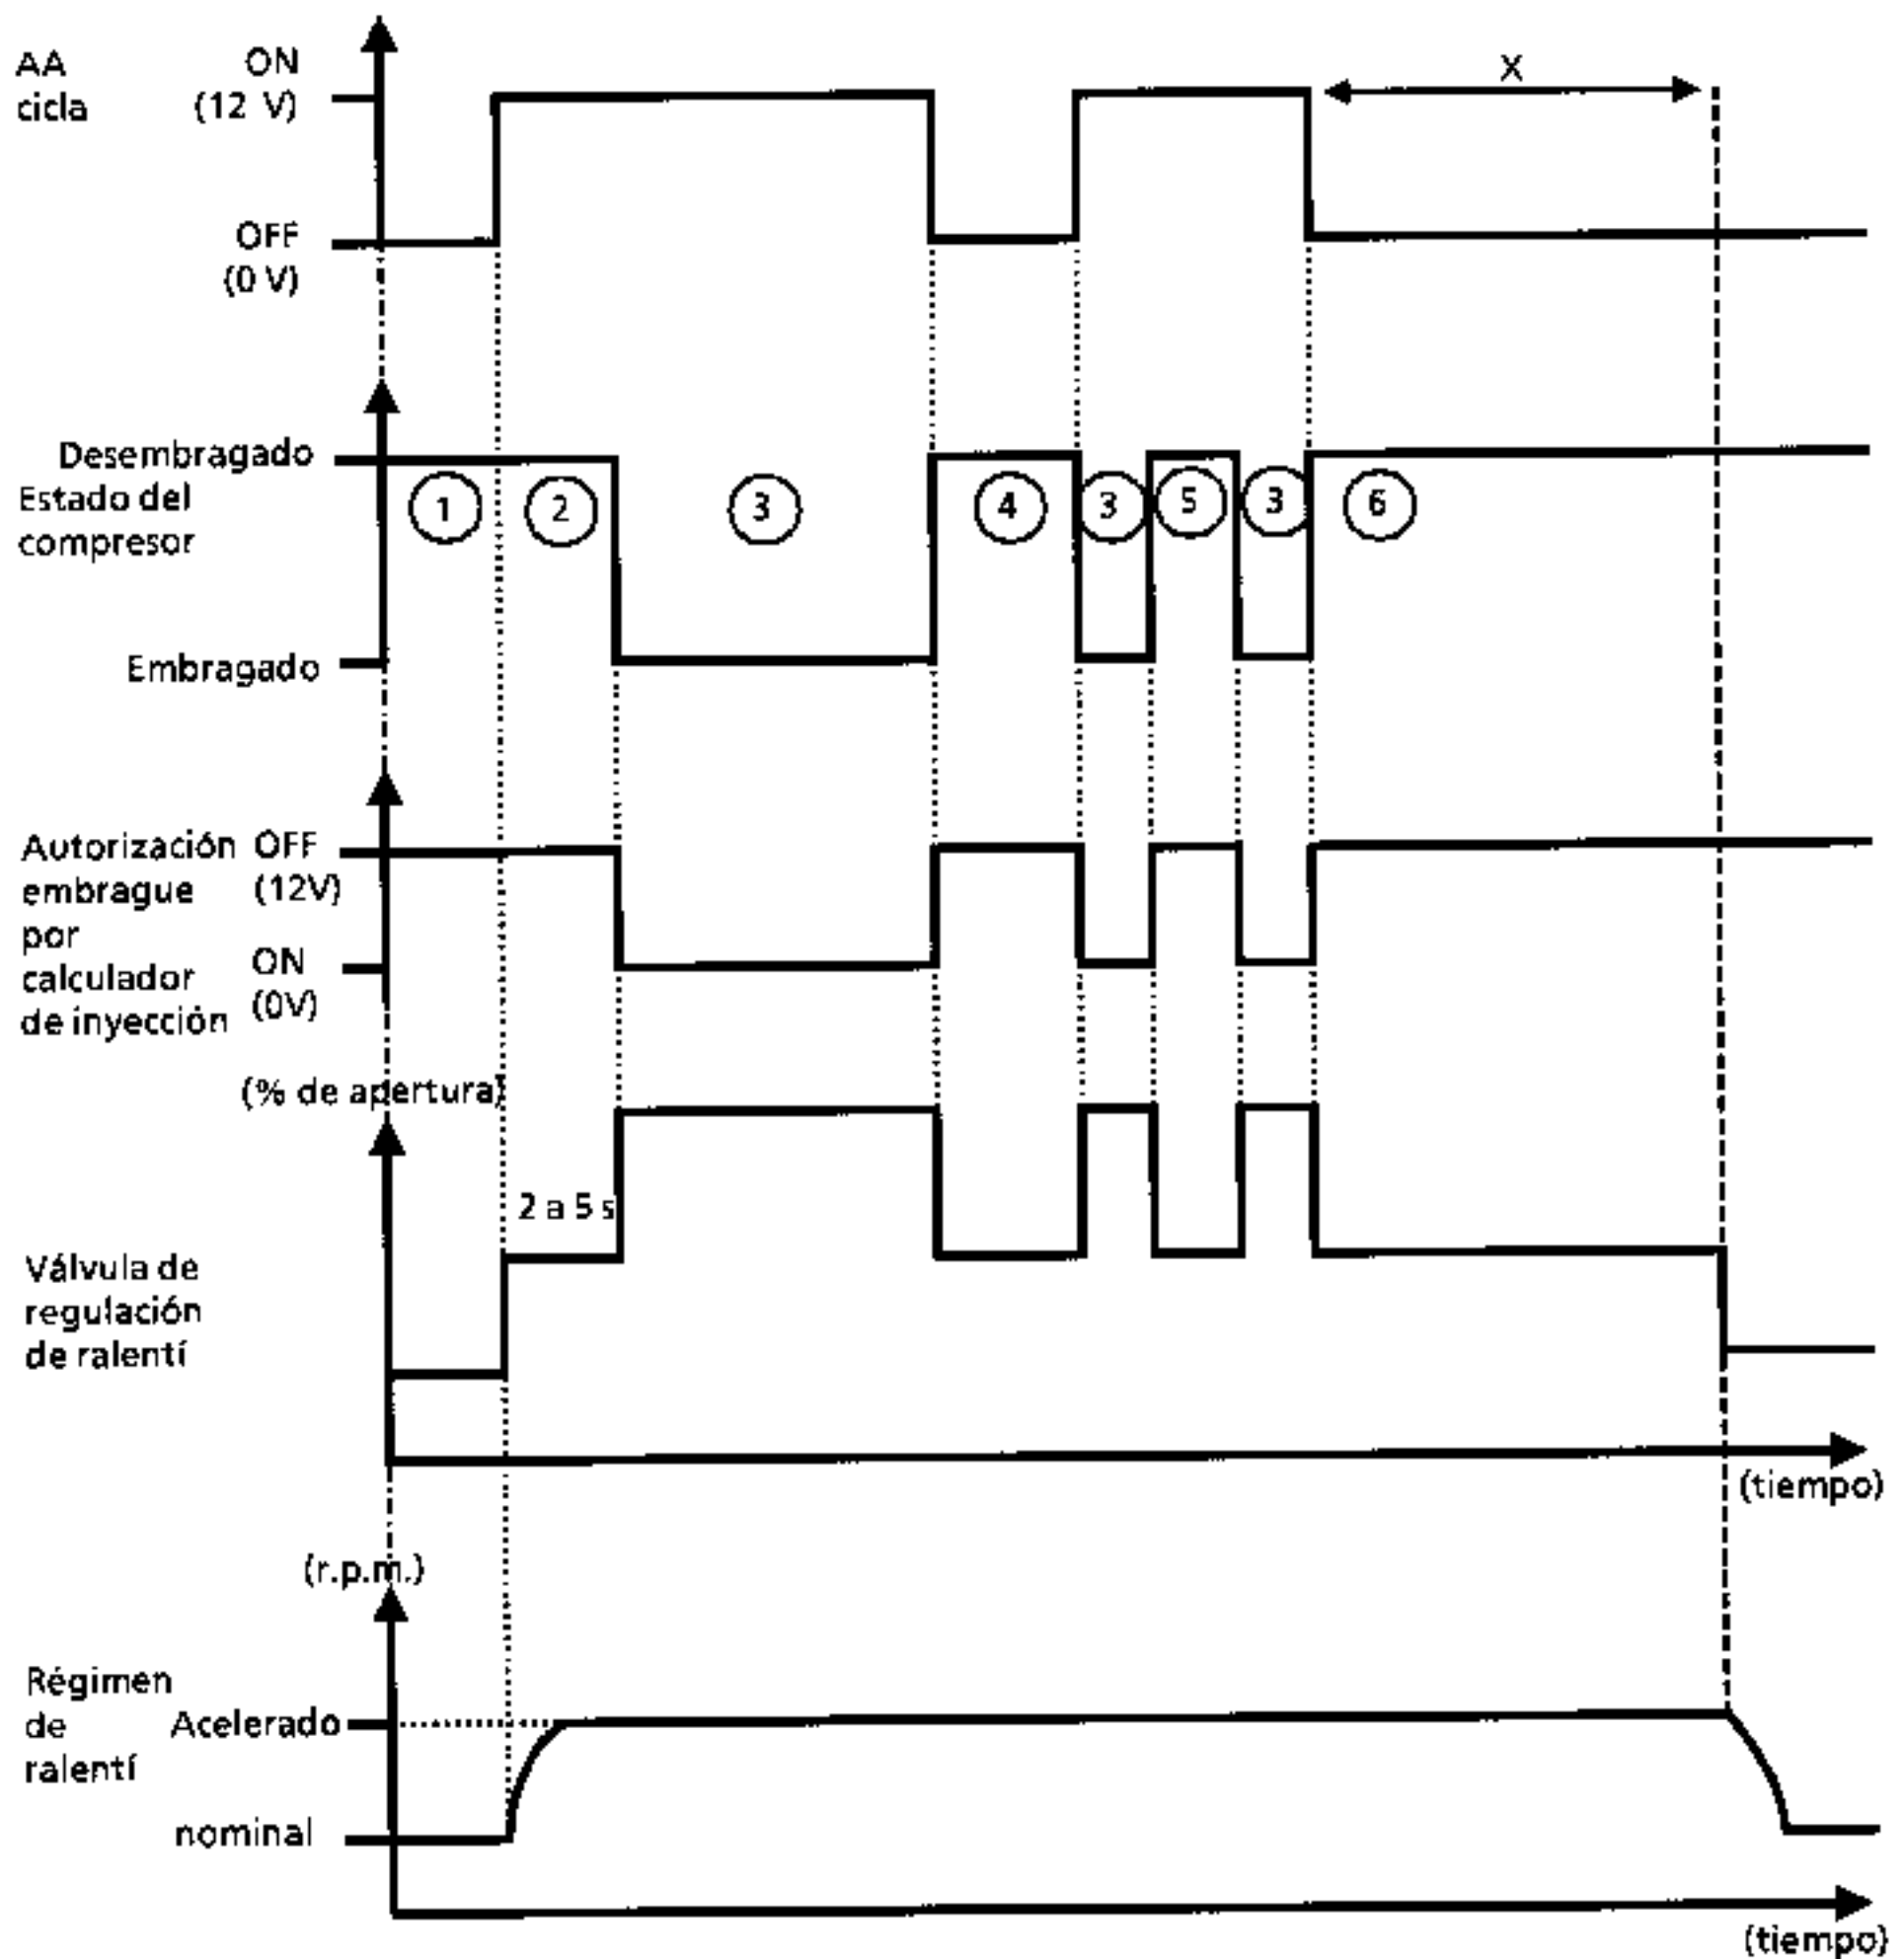 AA
cicla
ON
(12 V)
X
OFF
(0 V)
Desembragado
Estado del
compresor
1
2
3
4
3
5
3
6
Embragado
Autorización
embrague
por
calculador
de inyección
OFF
(12V)
ON
(0V)
(% de apertura)
2 a 5 s
Válvula de
regulación
de ralentí
(tiempo)
(r.p.m.)
Régimen
de
ralentí
Acelerado
nominal
(tiempo)